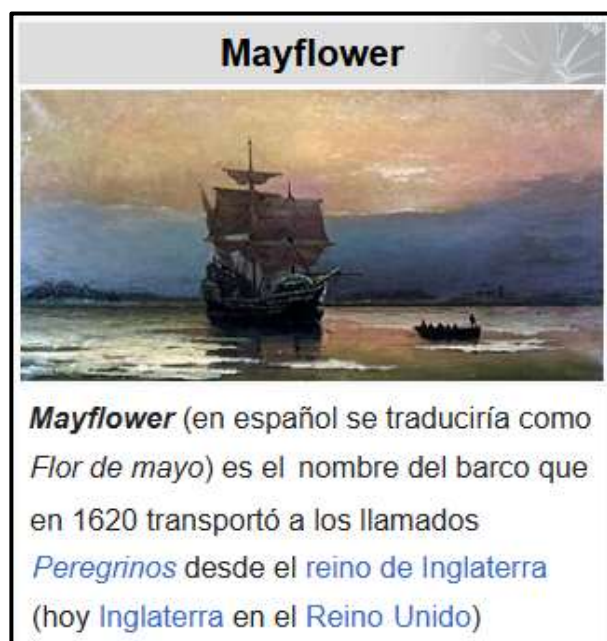 Mayflower
Mayflower (en español se traduciría como
Flor de mayo) es el nombre del barco que
en 1620 transportó a los llamados
Peregrinos desde el reino de Inglaterra
(hoy Inglaterra en el Reino Unido)